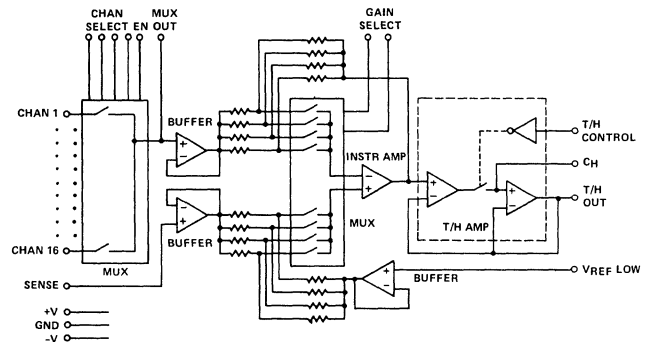 CHAN
SELECT EN
MUX
OUT
GAIN
SELECT
CHAN 1
BUFFER
INSTR AMP
T/H
CONTROL
CH
T/H
OUT
T/H AMP
MUX
BUFFER
CHAN 16
MUX
SENSE
BUFFER
VREF LOW
+V
GND
-V